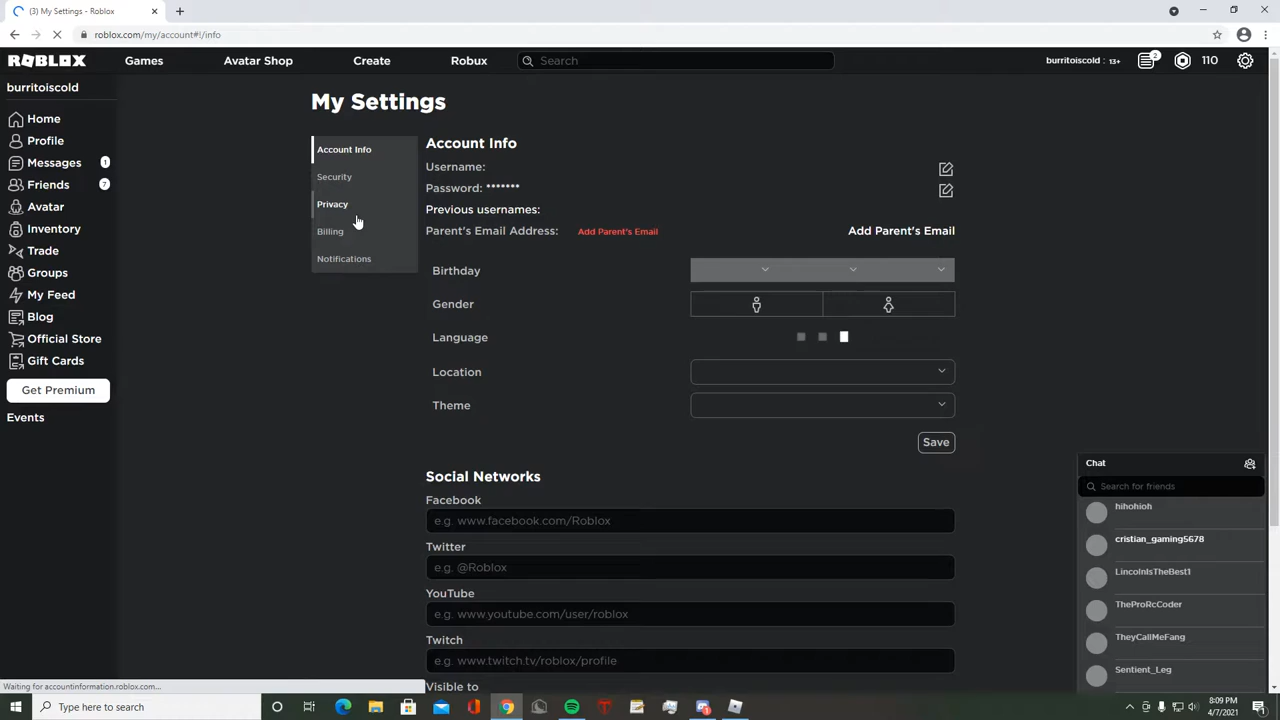 (3) My Settings - Roblox
roblox.com/my/account#!/info
ROBLOX
Games
Avatar Shop
Create
Robux
Search
burritoiscold : 13+
2
110
burritoiscold
Home
Profile
Messages 1
Friends 7
Avatar
Inventory
Trade
Groups
My Feed
Blog
Official Store
Gift Cards
Get Premium
Events
My Settings
Account Info
Security
Privacy
Billing
Notifications
Account Info
Username:
Password: *******
Previous usernames:
Parent's Email Address: Add Parent's Email Add Parent's Email
Birthday
Gender
Language
Location
Theme
Save
Social Networks
Facebook
e.g. www.facebook.com/Roblox
Twitter
e.g. @Roblox
YouTube
e.g. www.youtube.com/user/roblox
Twitch
e.g. www.twitch.tv/roblox/profile
Visible to
Chat
Search for friends
hihohioh
cristian_gaming5678
LincolnIsTheBest1
TheProRcCoder
TheyCallMeFang
Sentient_Leg
Waiting for accountinformation.roblox.com...
Type here to search
8:09 PM
4/7/2021